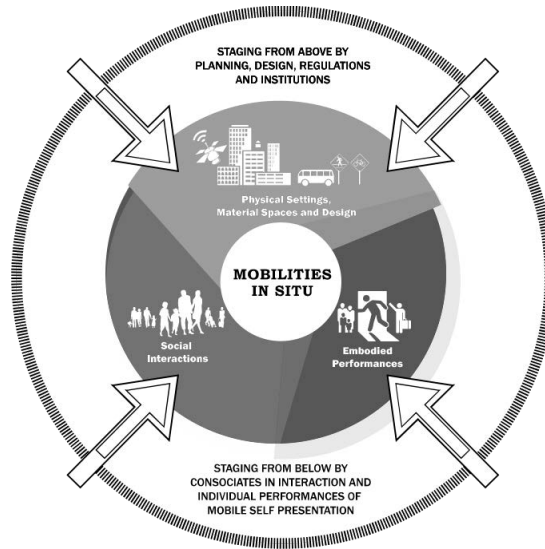 STAGING FROM ABOVE BY
PLANNING, DESIGN, REGULATIONS
AND INSTITUTIONS
Physical Settings,
Material Spaces and Design
MOBILITIES
IN SITU
Social
Interactions
Embodied
Performances
STAGING FROM BELOW BY
CONSOCIATES IN INTERACTION AND
INDIVIDUAL PERFORMANCES OF
MOBILE SELF PRESENTATION